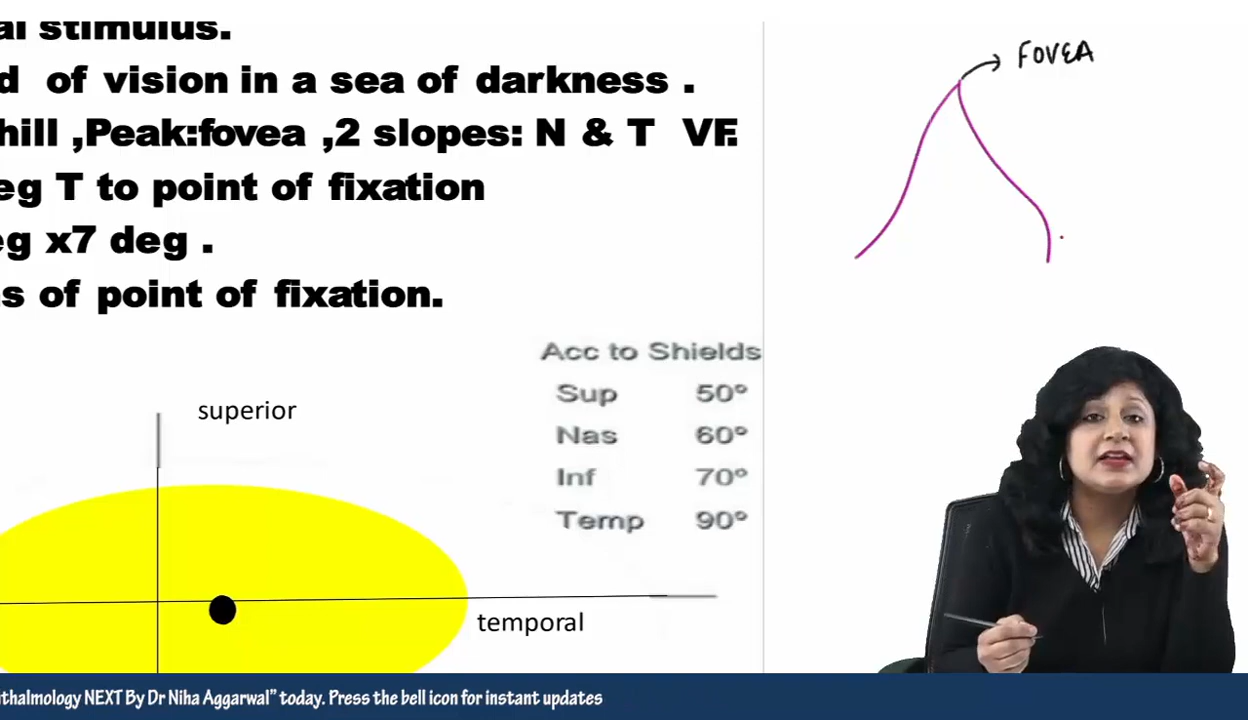 al stimulus.
d of vision in a sea of darkness .
hill ,Peak:fovea ,2 slopes: N & T VF.
eg T to point of fixation
eg x7 deg .
s of point of fixation.
FOVEA
Acc to Shields
Sup 50°
Nas 60°
Inf 70°
Temp 90°
superior
temporal
thalmology NEXT By Dr Niha Aggarwal" today. Press the bell icon for instant updates